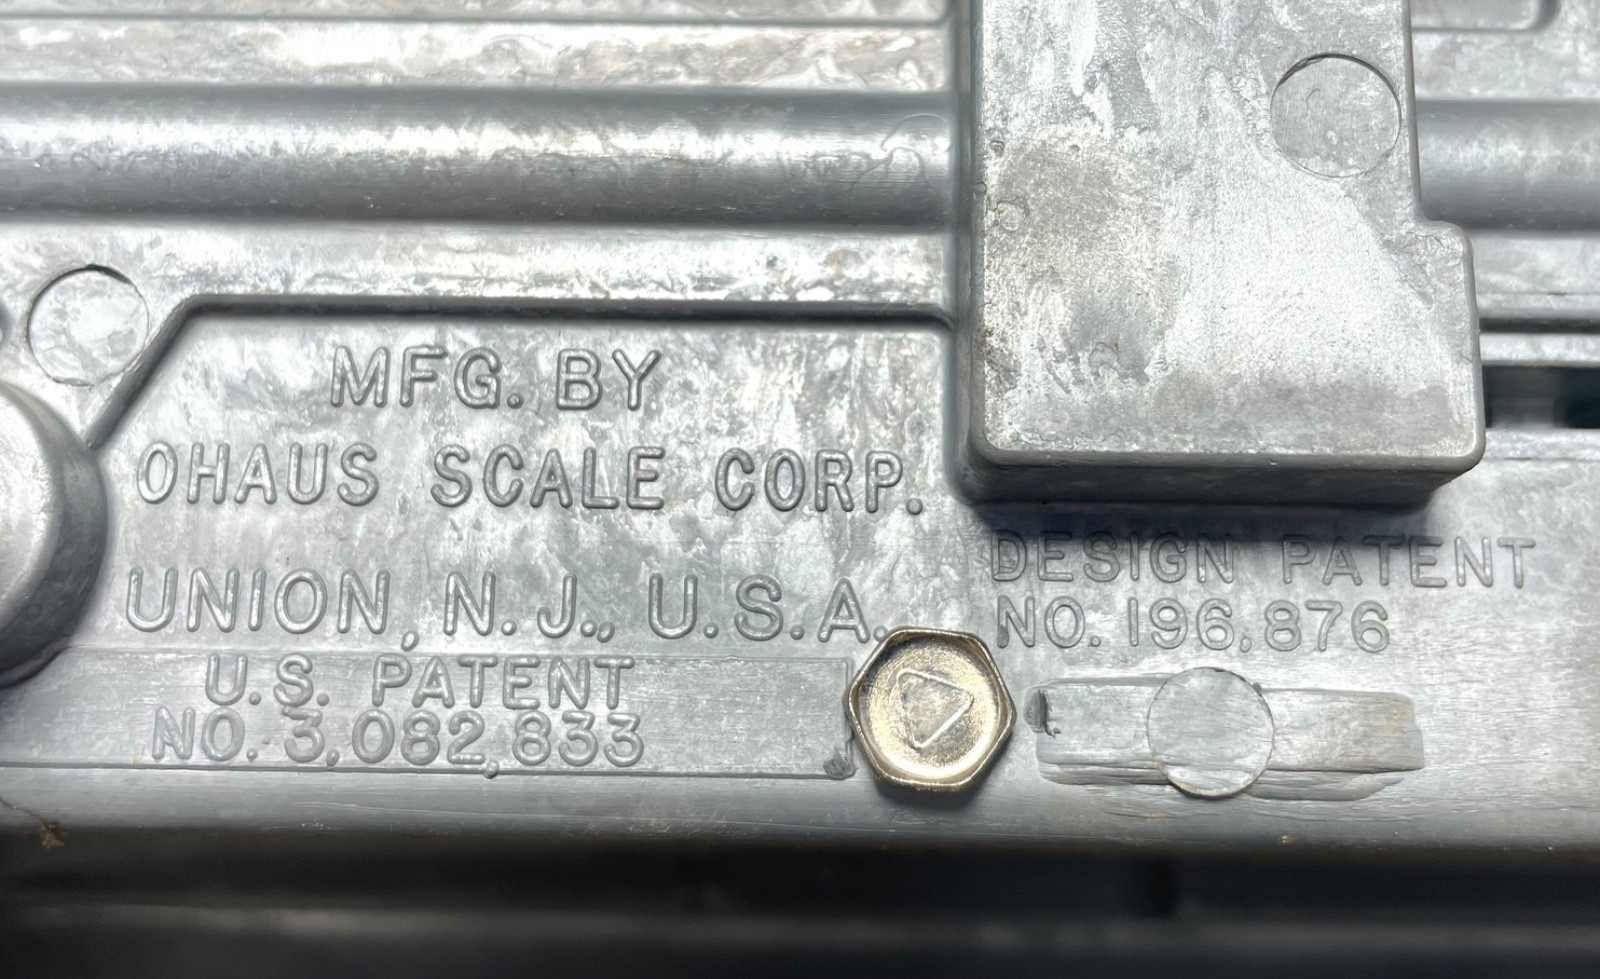 MFG. BY
OHAUS SCALE CORP.
UNION, N.J., U.S.A.
U.S. PATENT
NO. 3,082,833
DESIGN PATENT
NO. 196,876